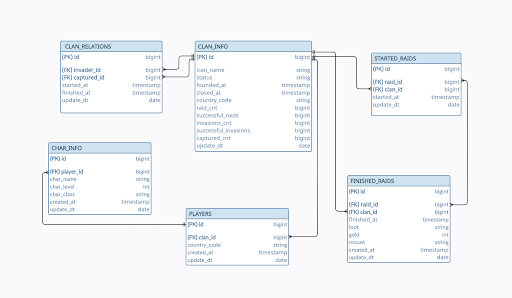 CLAN_RELATIONS
(PK) id bigint
(FK) invader_id bigint
(FK) captured_id bigint
started_at timestamp
finished_at timestamp
update_dt date
CLAN_INFO
(PK) id bigint
clan_name string
status string
founded_at timestamp
closed_at timestamp
country_code string
raid_cnt bigint
successful_raids bigint
invasions_cnt bigint
successful_invasions bigint
captured_cnt bigint
update_dt date
STARTED_RAIDS
(PK) id bigint
(FK) raid_id bigint
(FK) clan_id bigint
started_at timestamp
update_dt date
CHAR_INFO
(PK) id bigint
(FK) player_id bigint
char_name string
char_level int
char_class string
created_at timestamp
update_dt date
PLAYERS
(PK) id bigint
(FK) clan_id bigint
country_code string
created_at timestamp
update_dt date
FINISHED_RAIDS
(PK) id bigint
(FK) raid_id bigint
(FK) clan_id bigint
finished_at timestamp
loot string
gold int
mount string
created_at timestamp
update_dt date